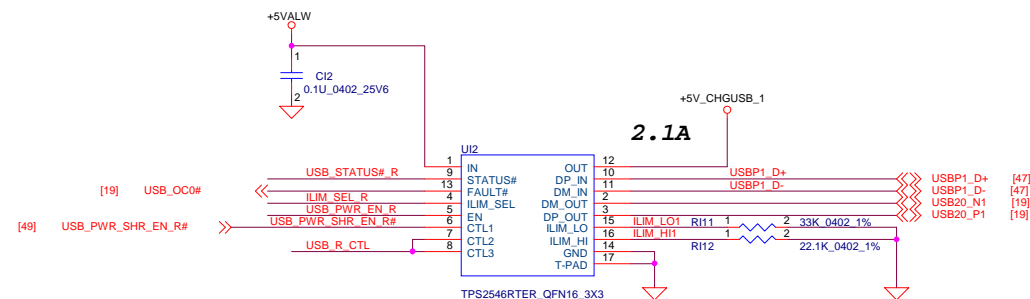 +5VALW
1
CI2
0.1U_0402_25V6
2
+5V_CHGUSB_1
2.1A
UI2
1 IN OUT 12
USB_STATUS#_R 9 STATUS# DP_IN 10 USBP1_D+ USBP1_D+ [47]
[19] USB_OC0# 13 FAULT# DM_IN 11 USBP1_D- USBP1_D- [47]
ILIM_SEL_R 4 ILIM_SEL DM_OUT 2 USB20_N1 [19]
USB_PWR_EN_R 5 EN DP_OUT 3 USB20_P1 [19]
[49] USB_PWR_SHR_EN_R# USB_PWR_SHR_EN_R# 6 CTL1 ILIM_LO 15 ILIM_LO1 RI11 1 2 33K_0402_1%
7 CTL2 ILIM_HI 16 ILIM_HI1 RI12 1 2 22.1K_0402_1%
USB_R_CTL 8 CTL3 GND 14
T-PAD 17
TPS2546RTER_QFN16_3X3